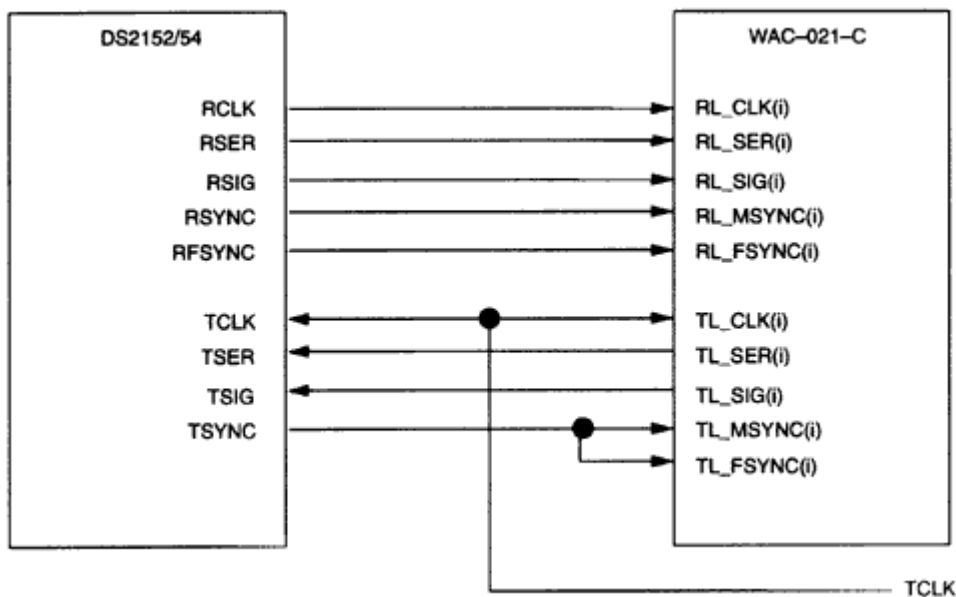 DS2152/54 WAC–021–C
RCLK RL_CLK(i)
RSER RL_SER(i)
RSIG RL_SIG(i)
RSYNC RL_MSYNC(i)
RFSYNC RL_FSYNC(i)
TCLK TL_CLK(i)
TSER TL_SER(i)
TSIG TL_SIG(i)
TSYNC TL_MSYNC(i)
TL_FSYNC(i)
TCLK